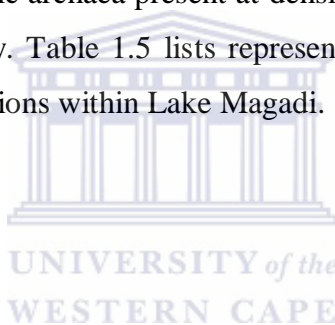 archaea present at densi
y. Table 1.5 lists represen
ions within Lake Magadi.
UNIVERSITY of the
WESTERN CAPE